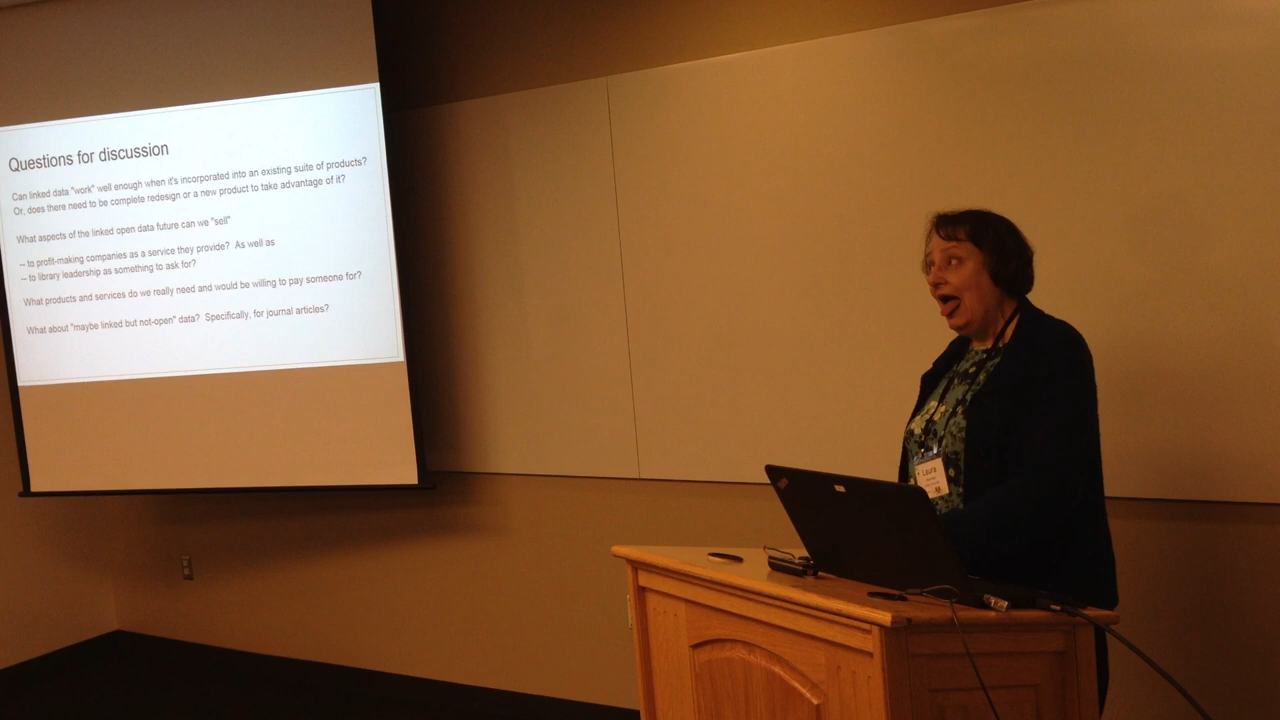 Questions for discussion
Can linked data "work" well enough when it's incorporated into an existing suite of products?
Or, does there need to be complete redesign or a new product to take advantage of it?
What aspects of the linked open data future can we "sell"
-- to profit-making companies as a service they provide?  As well as
-- to library leadership as something to ask for?
What products and services do we really need and would be willing to pay someone for?
What about "maybe linked but not-open" data?  Specifically, for journal articles?
Laura